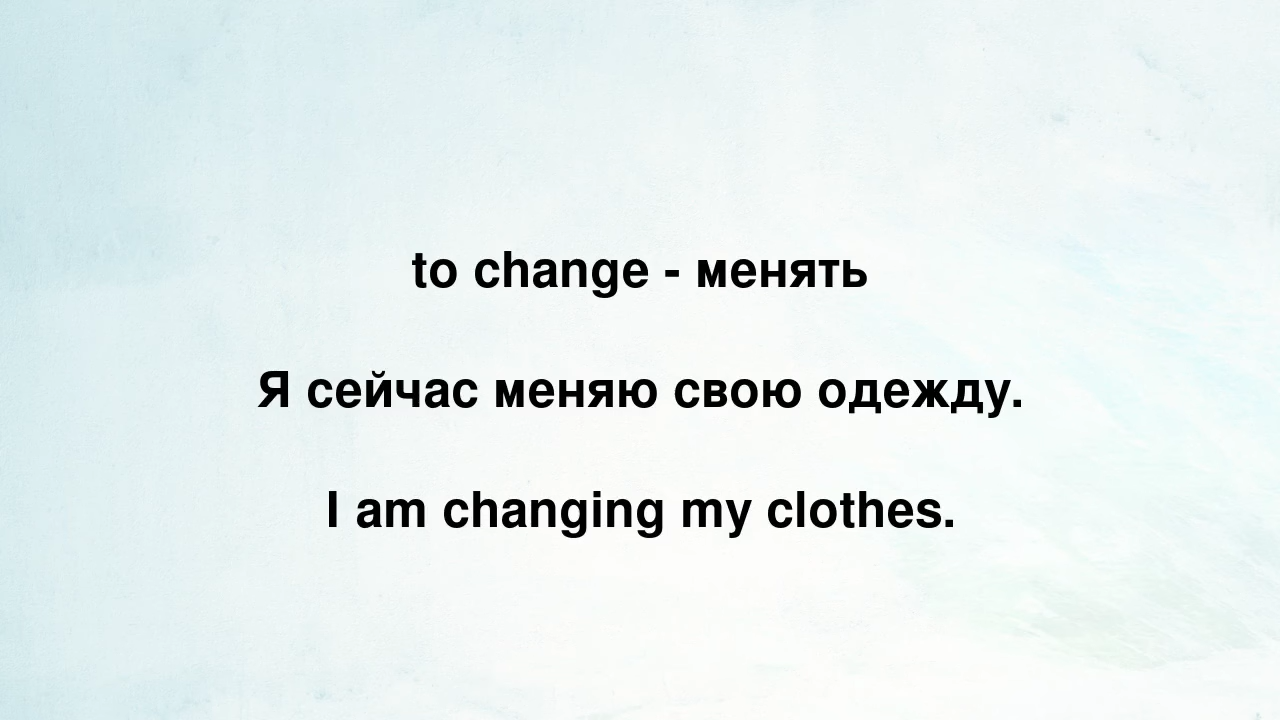 to change - менять
Я сейчас меняю свою одежду.
I am changing my clothes.